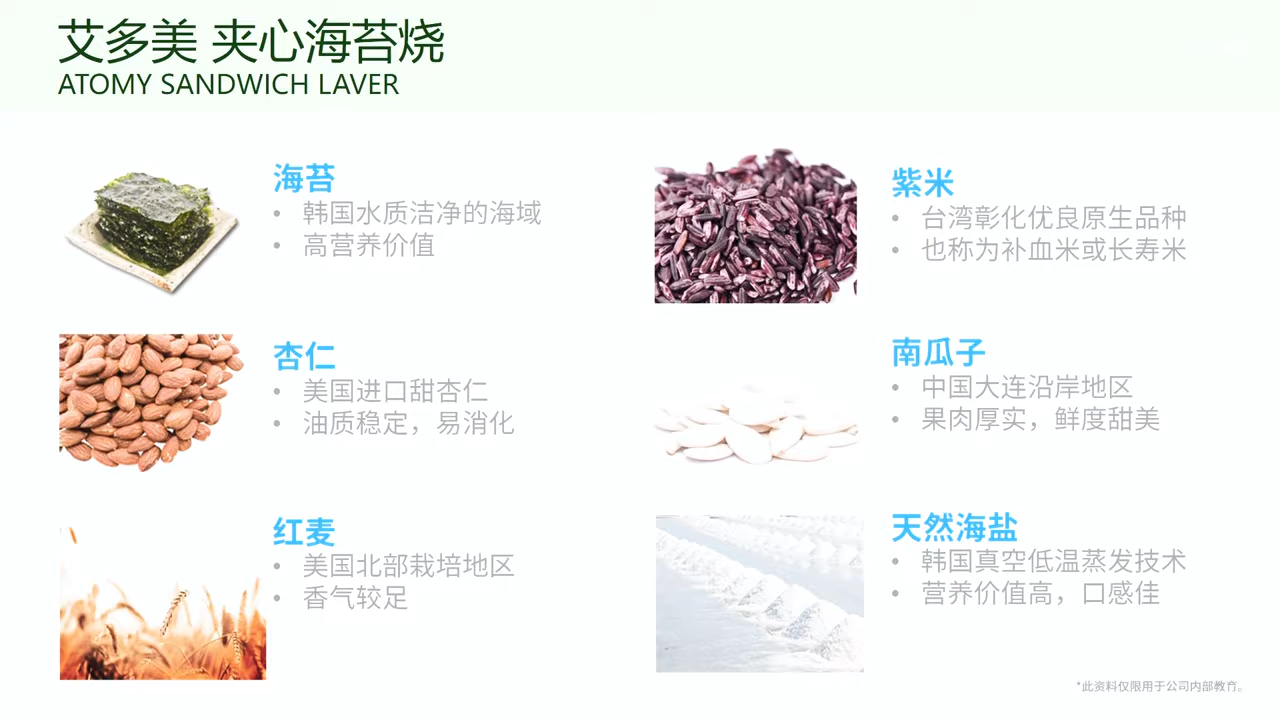 艾多美 夹心海苔烧
ATOMY SANDWICH LAVER
海苔
• 韩国水质洁净的海域
• 高营养价值
杏仁
• 美国进口甜杏仁
• 油质稳定，易消化
红麦
• 美国北部栽培地区
• 香气较足
紫米
• 台湾彰化优良原生品种
• 也称为补血米或长寿米
南瓜子
• 中国大连沿岸地区
• 果肉厚实，鲜度甜美
天然海盐
• 韩国真空低温蒸发技术
• 营养价值高，口感佳
*此资料仅限用于公司内部教育。